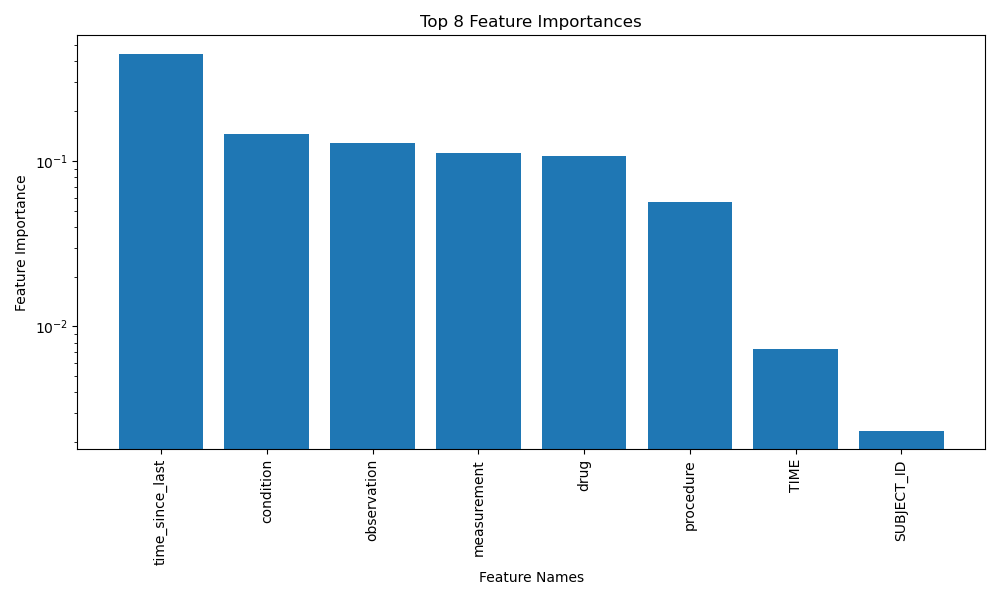 Top 8 Feature Importances
Feature Importance
10⁻¹
10⁻²
time_since_last
condition
observation
measurement
drug
procedure
TIME
SUBJECT_ID
Feature Names